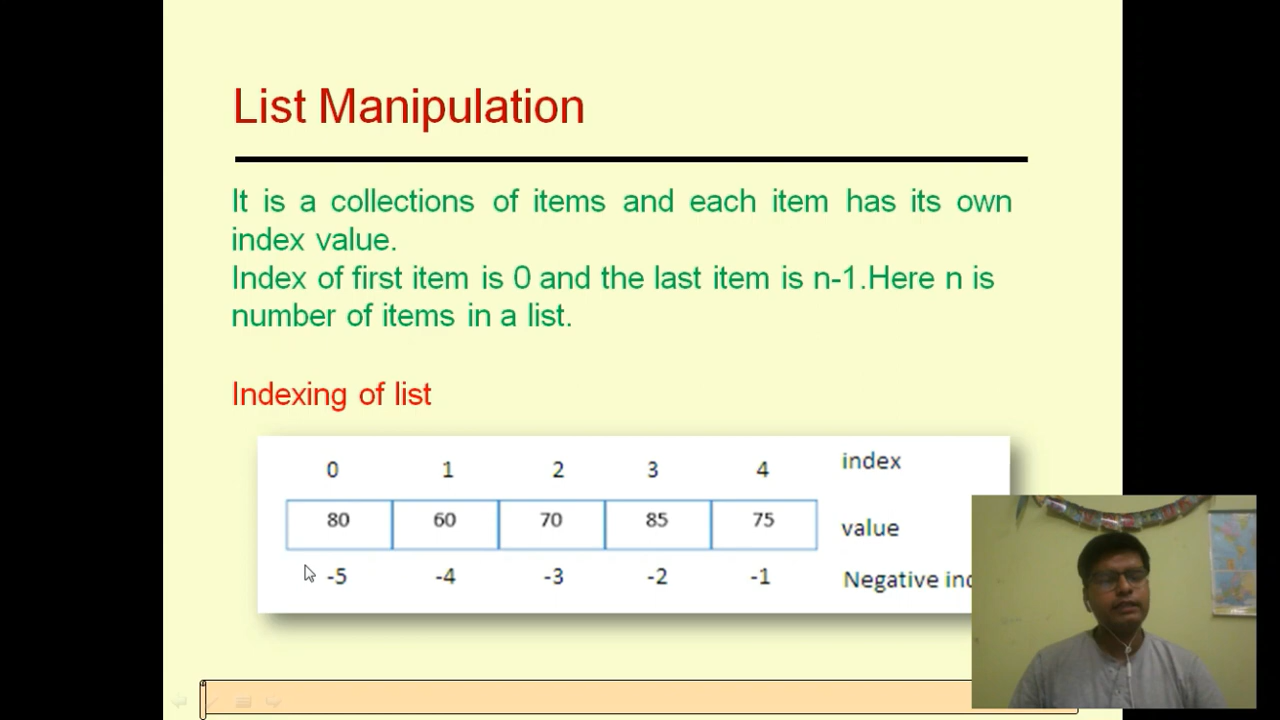 List Manipulation
It is a collections of items and each item has its own
index value.
Index of first item is 0 and the last item is n-1.Here n is
number of items in a list.
Indexing of list
0 1 2 3 4 index
80 60 70 85 75 value
-5 -4 -3 -2 -1 Negative